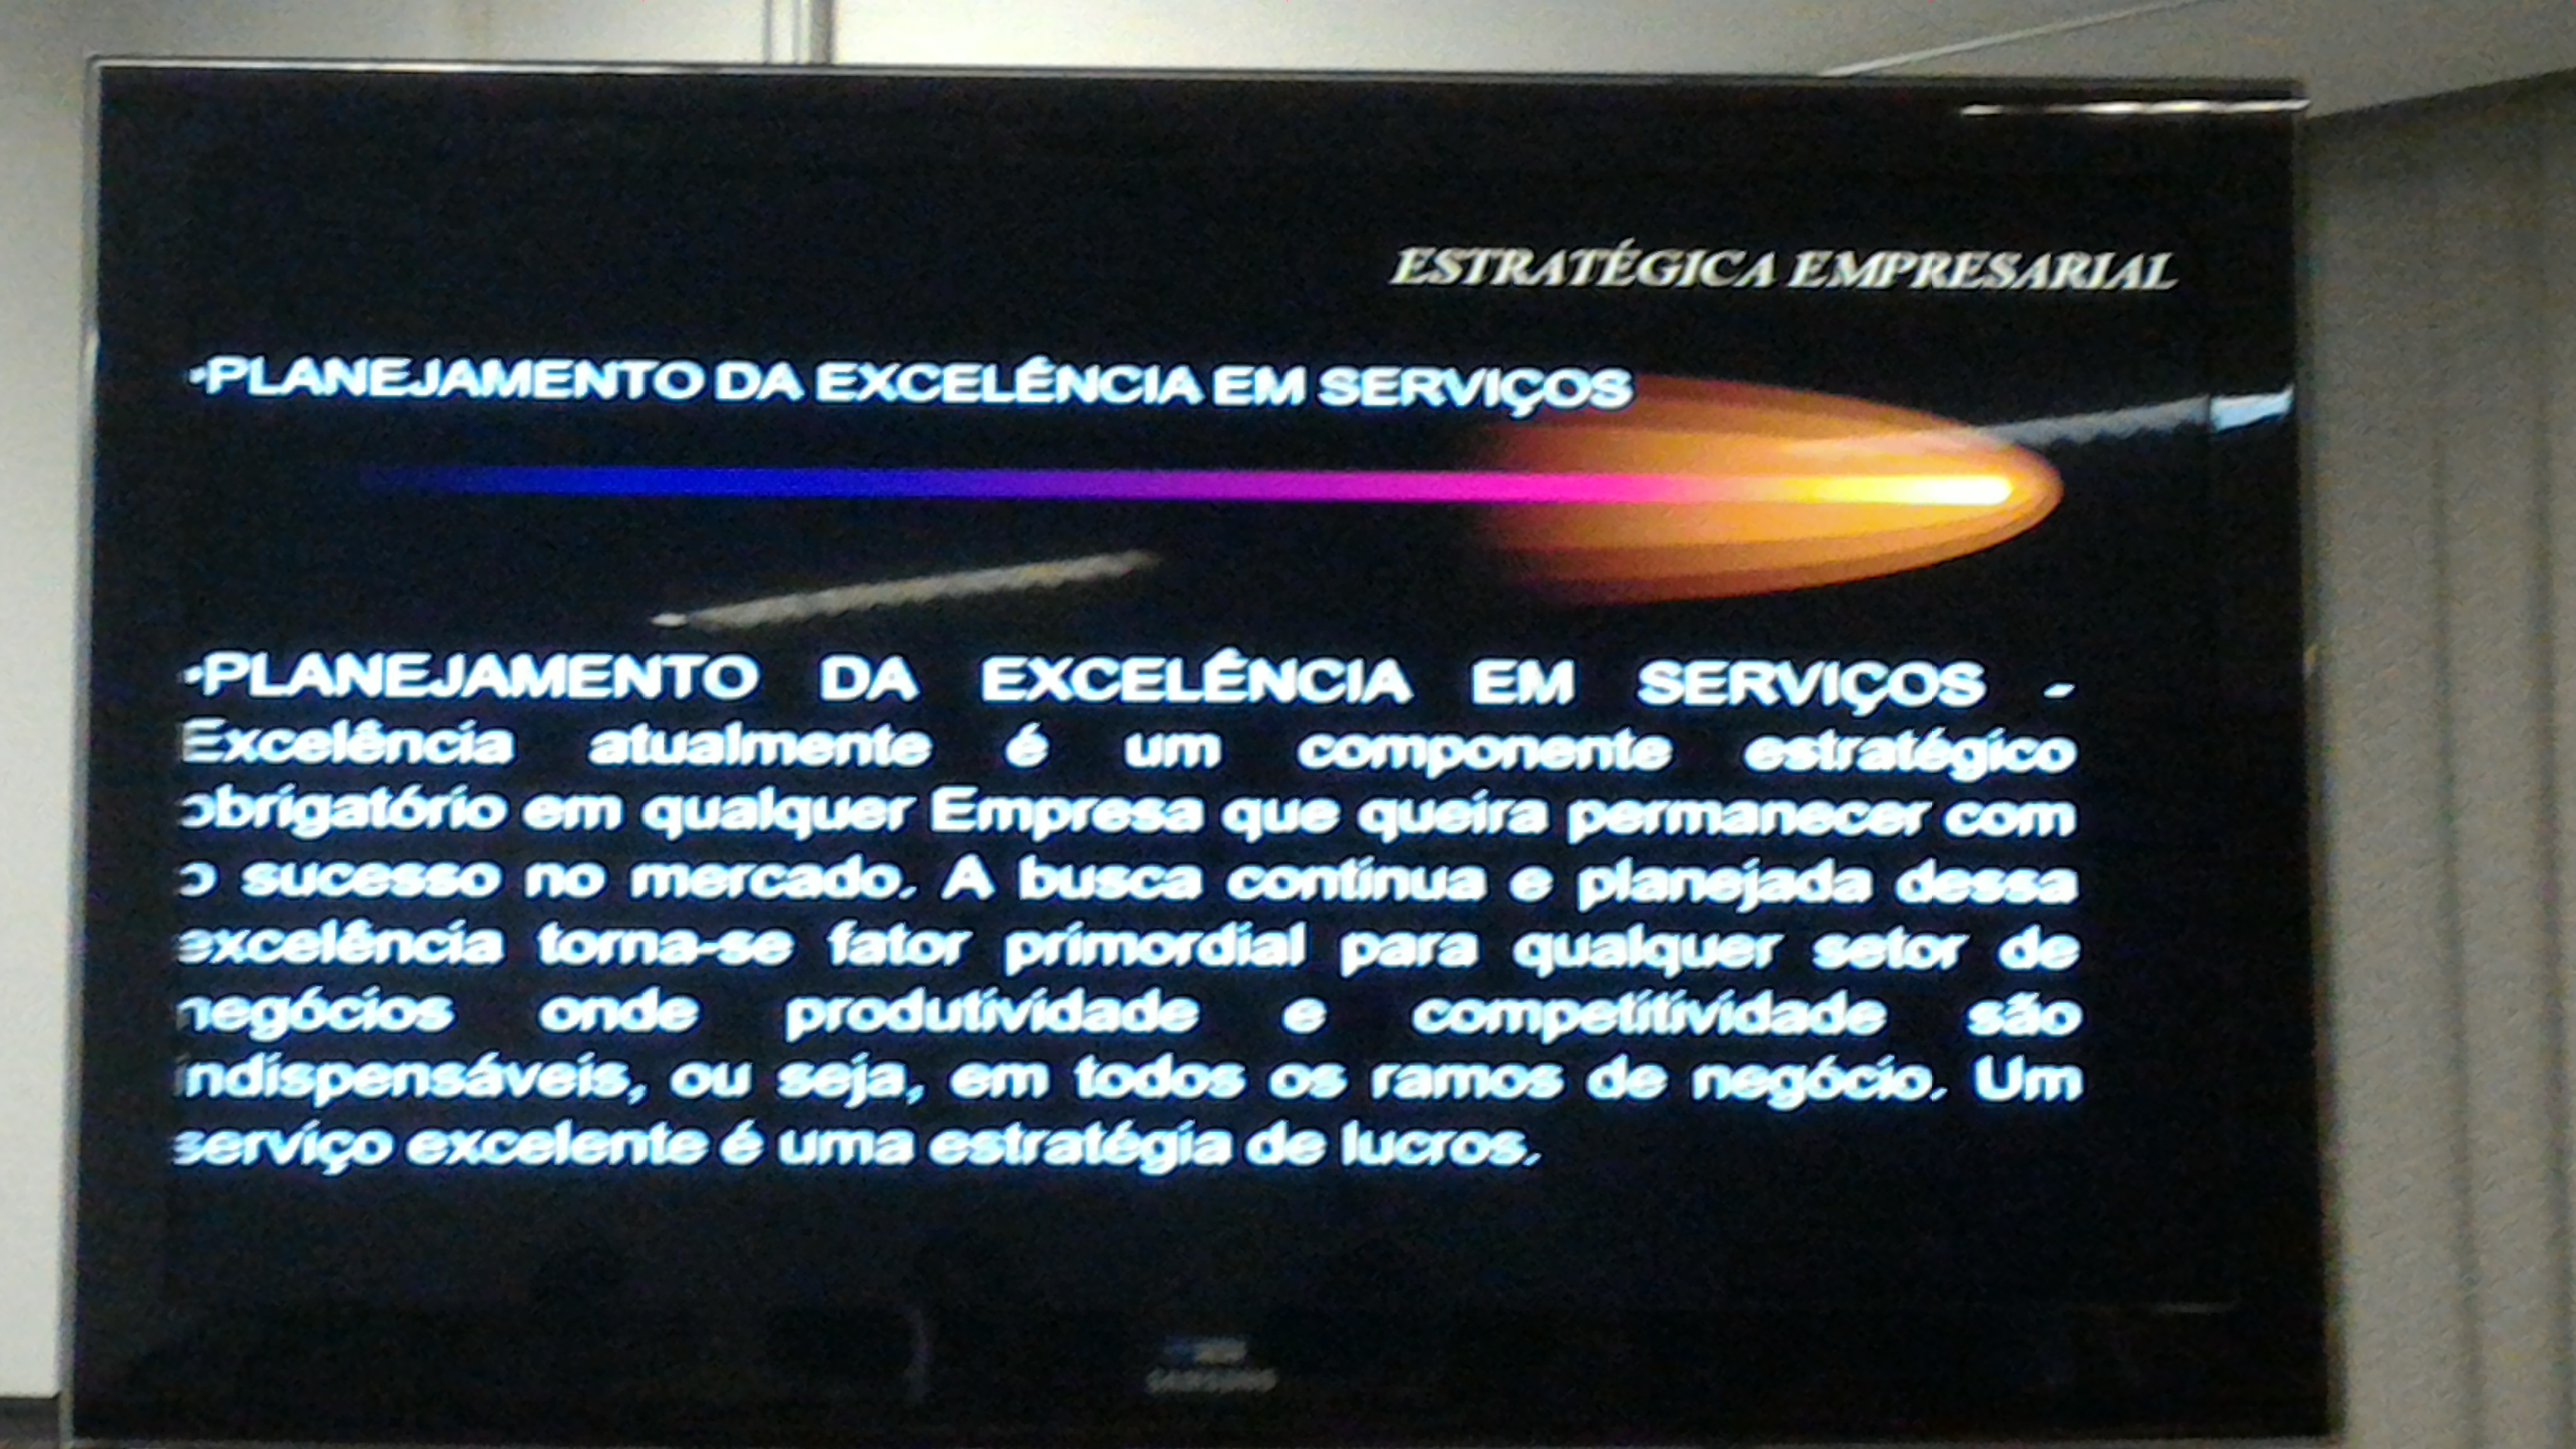 ESTRATÉGICA EMPRESARIAL
•PLANEJAMENTO DA EXCELÊNCIA EM SERVIÇOS
•PLANEJAMENTO DA EXCELÊNCIA EM SERVIÇOS -
Excelência atualmente é um componente estratégico
obrigatório em qualquer Empresa que queira permanecer com
o sucesso no mercado. A busca contínua e planejada dessa
excelência torna-se fator primordial para qualquer setor de
negócios onde produtividade e competitividade são
indispensáveis, ou seja, em todos os ramos de negócio. Um
serviço excelente é uma estratégia de lucros.